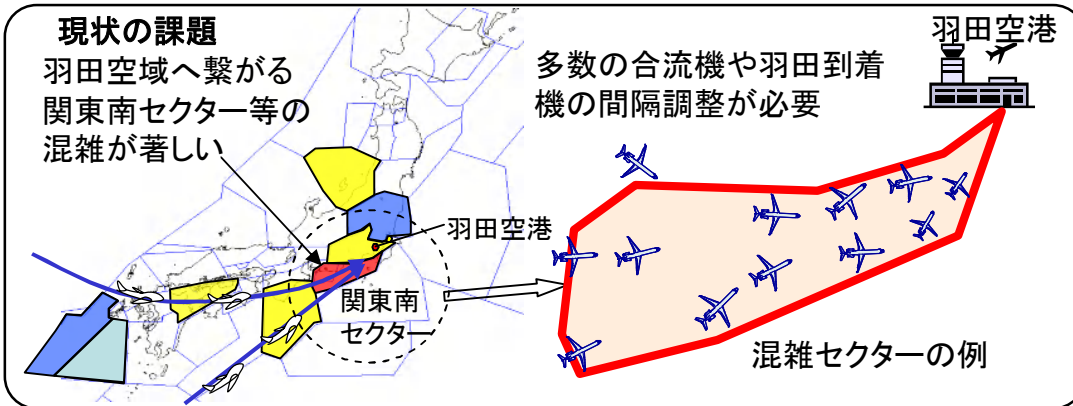 現状の課題
羽田空域へ繋がる
関東南セクター等の
混雑が著しい
羽田空港
関東南
セクター
多数の合流機や羽田到着
機の間隔調整が必要
羽田空港
混雑セクターの例